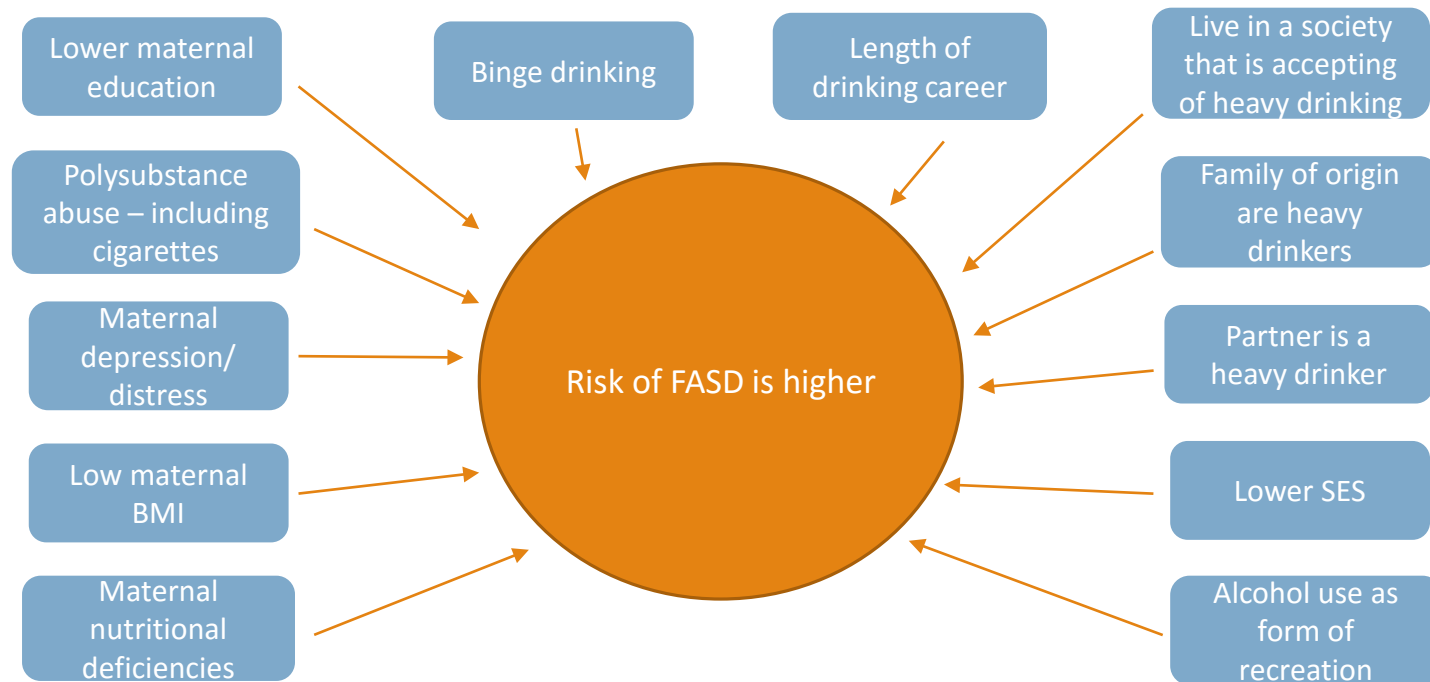 Lower maternal
education
Binge drinking
Length of
drinking career
Live in a society
that is accepting
of heavy drinking
Polysubstance
abuse – including
cigarettes
Family of origin
are heavy
drinkers
Maternal
depression/
distress
Risk of FASD is higher
Partner is a
heavy drinker
Low maternal
BMI
Lower SES
Maternal
nutritional
deficiencies
Alcohol use as
form of
recreation